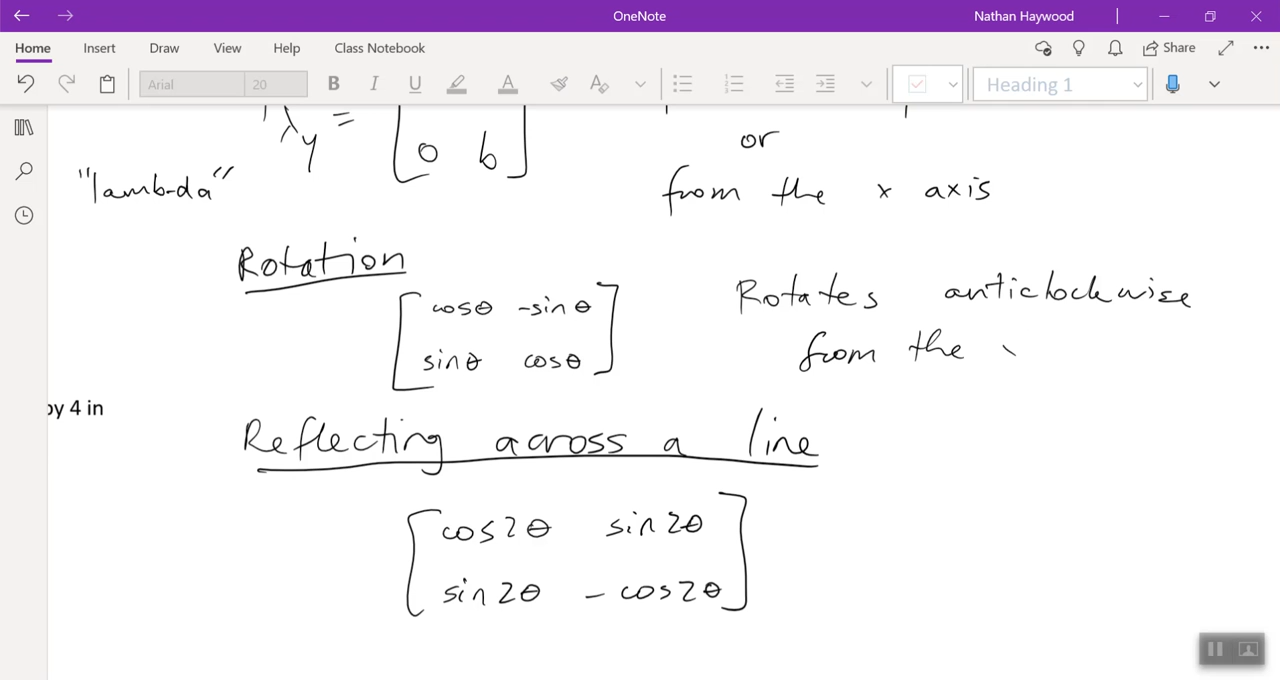 OneNote
Nathan Haywood
Home Insert Draw View Help Class Notebook
Share
Arial 20 B I U A Heading 1
λy = [
0 b ]
or
"lambda"
from the x axis
Rotation
[ cosθ -sinθ
sinθ cosθ ]
Rotates anticlockwise
from the
by 4 in
Reflecting across a line
[ cos2θ sin2θ
sin2θ - cos2θ ]